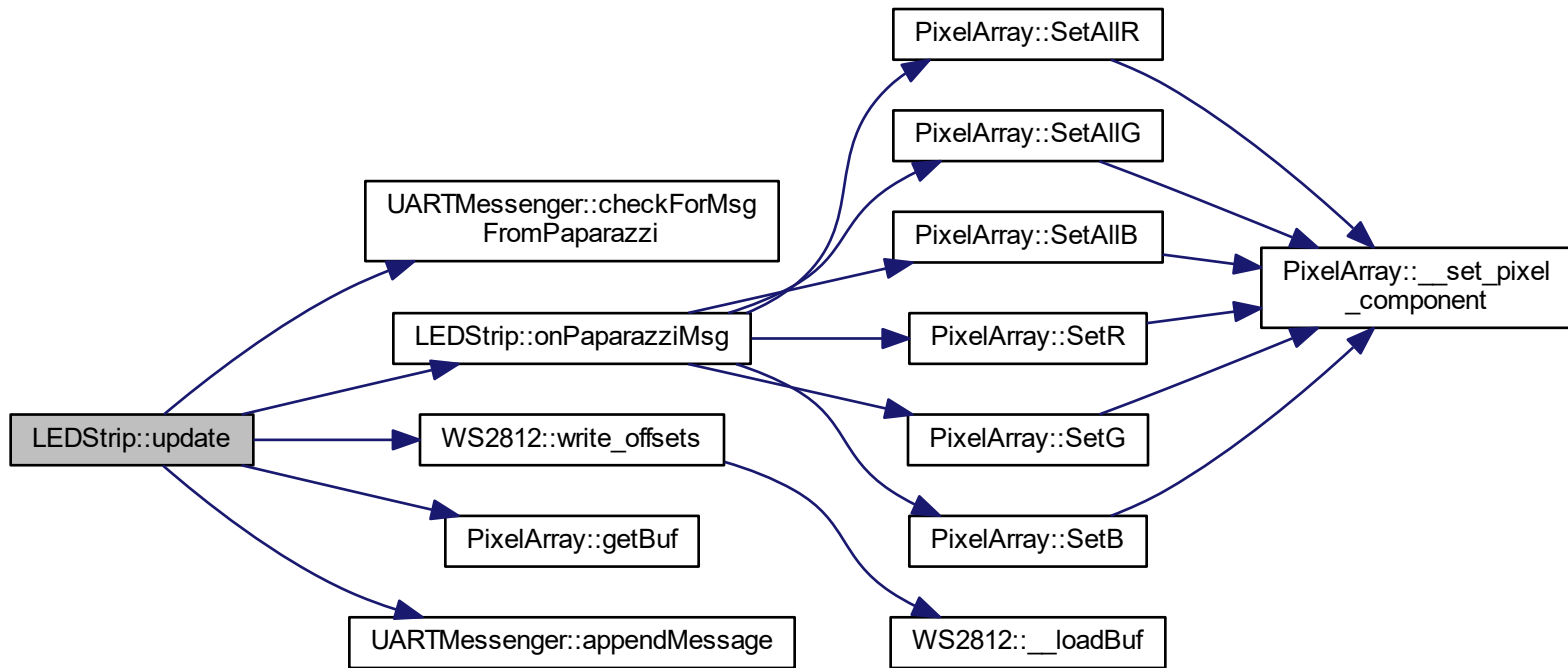 LEDStrip::update
UARTMessenger::checkForMsg
FromPaparazzi
LEDStrip::onPaparazziMsg
WS2812::write_offsets
PixelArray::getBuf
UARTMessenger::appendMessage
PixelArray::SetAllR
PixelArray::SetAllG
PixelArray::SetAllB
PixelArray::SetR
PixelArray::SetG
PixelArray::SetB
WS2812::__loadBuf
PixelArray::__set_pixel
_component